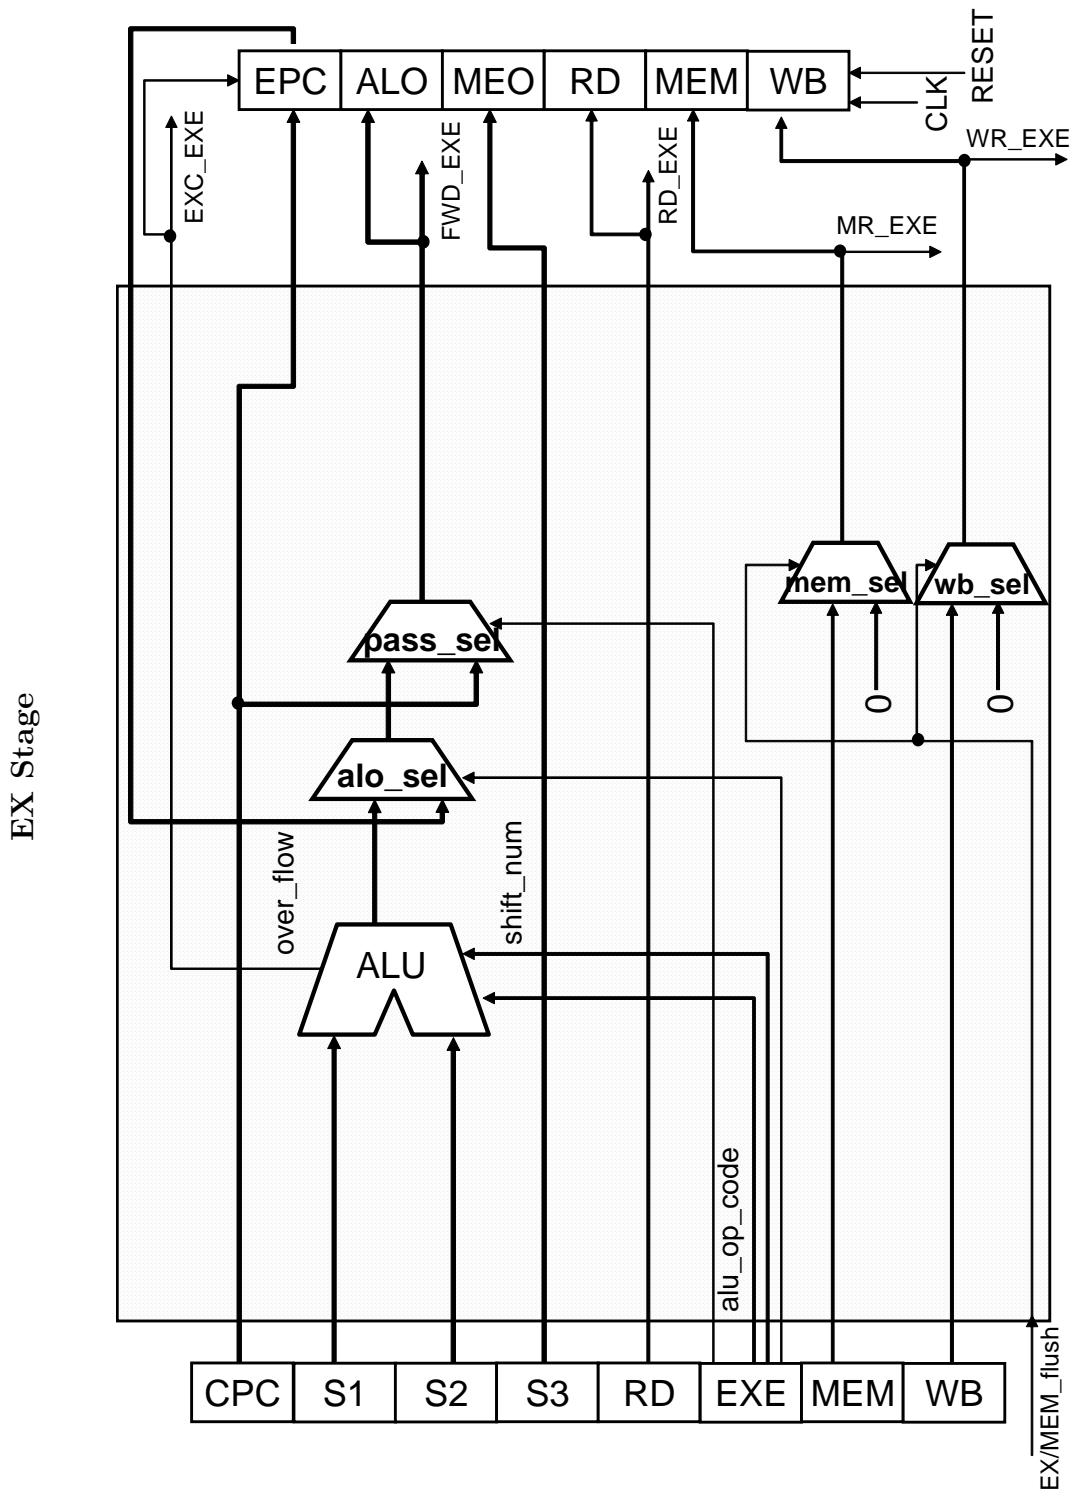 EX Stage
EPC
ALO
MEO
RD
MEM
WB
RESET
CLK
EXC_EXE
FWD_EXE
RD_EXE
WR_EXE
MR_EXE
mem_sel
wb_sel
pass_sel
0
0
alo_sel
over_flow
shift_num
ALU
alu_op_code
CPC
S1
S2
S3
RD
EXE
MEM
WB
EX/MEM_flush